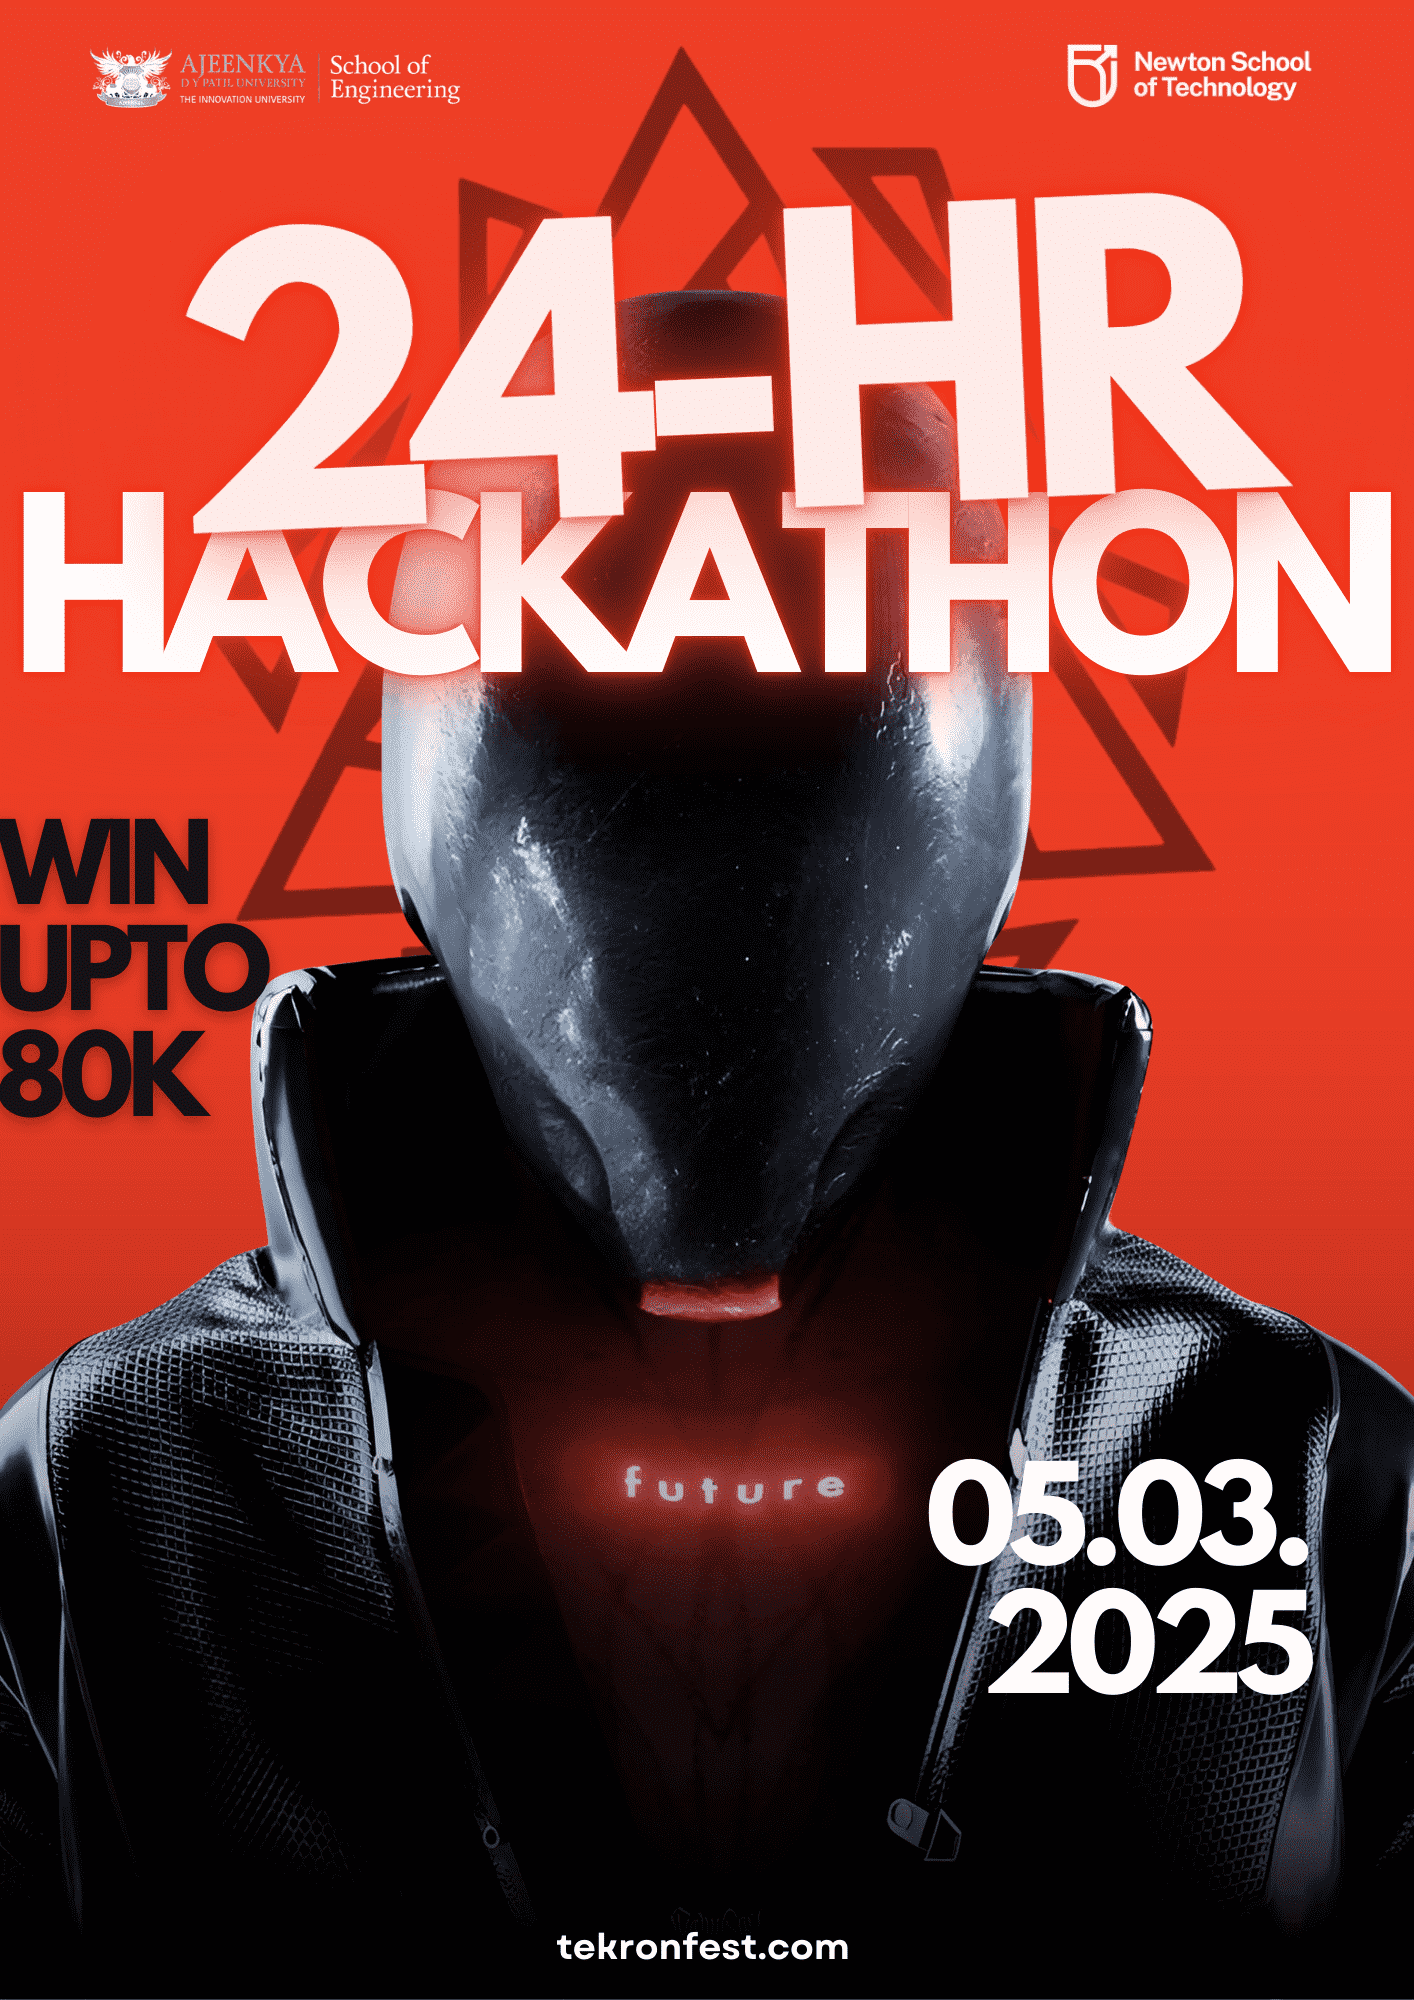 AJEENKYA
D Y PATIL UNIVERSITY
THE INNOVATION UNIVERSITY
School of
Engineering
Newton School
of Technology
24-HR
HACKATHON
WIN
UPTO
80K
future
05.03.
2025
tekronfest.com